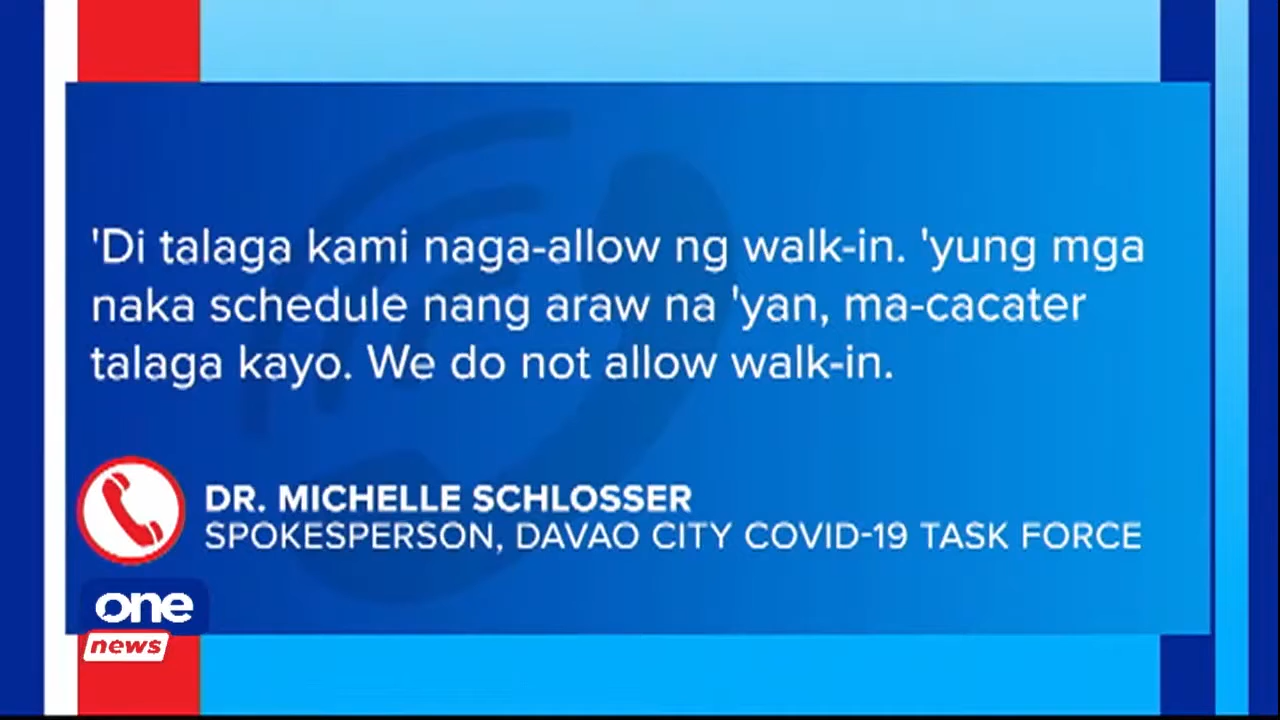 'Di talaga kami naga-allow ng walk-in. 'yung mga
naka schedule nang araw na 'yan, ma-cacater
talaga kayo. We do not allow walk-in.
DR. MICHELLE SCHLOSSER
SPOKESPERSON, DAVAO CITY COVID-19 TASK FORCE
one
news